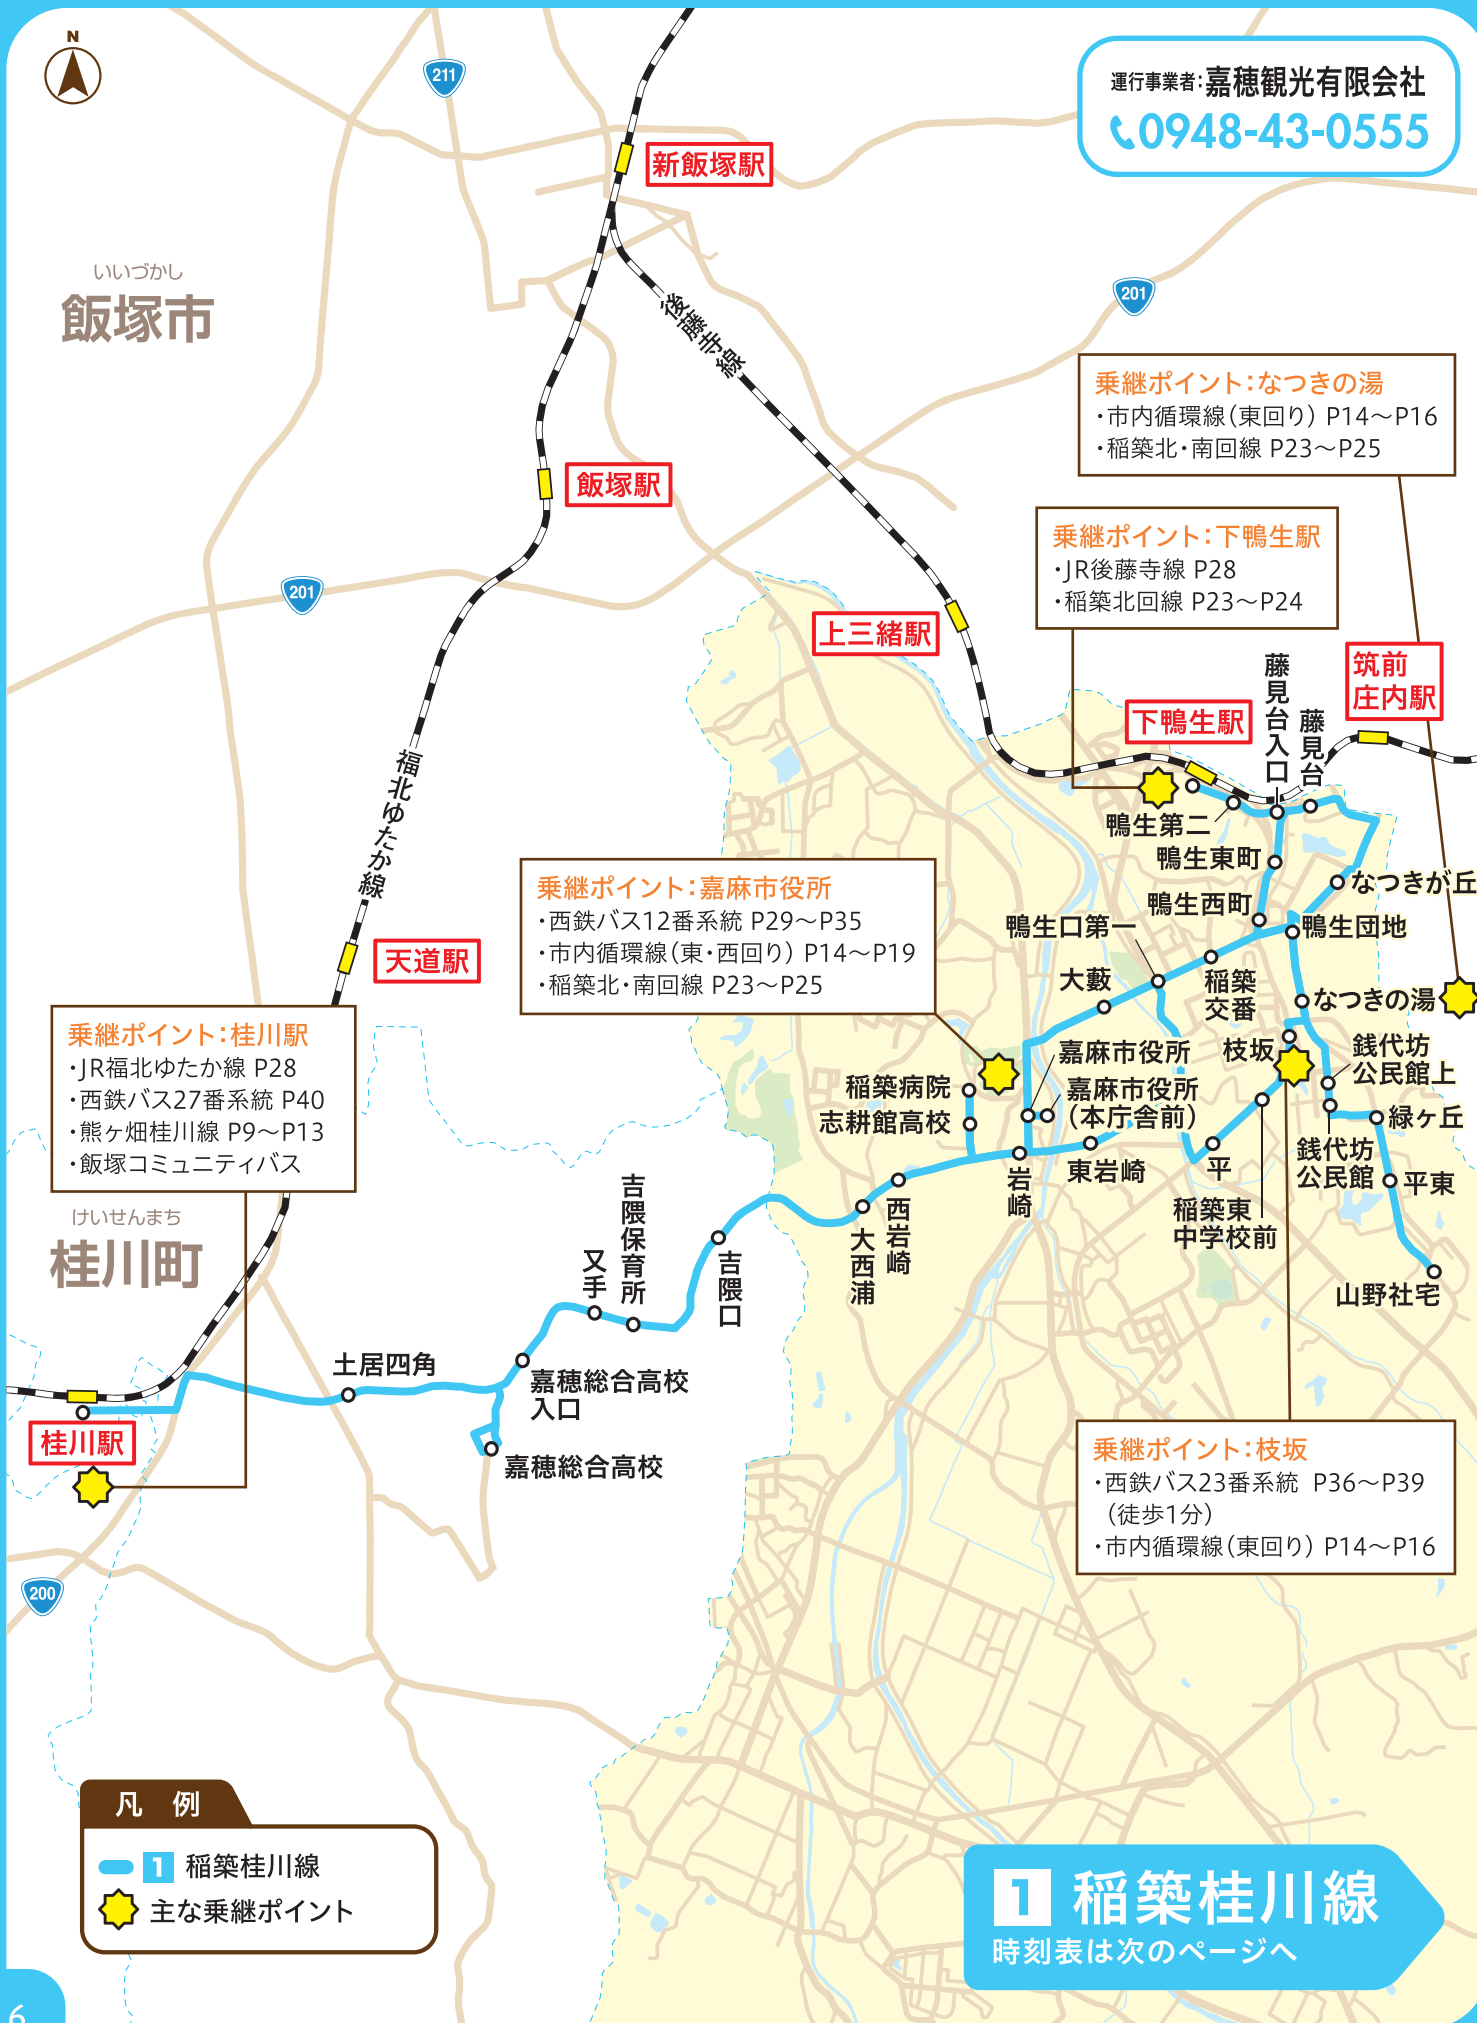 N
211
運行事業者：嘉穂観光有限会社
0948-43-0555
新飯塚駅
いいづかし
飯塚市
201
後藤寺線
乗継ポイント：なつきの湯
・市内循環線（東回り） P14～P16
・稲築北・南回線 P23～P25
飯塚駅
乗継ポイント：下鴨生駅
・JR後藤寺線 P28
・稲築北回線 P23～P24
201
上三緒駅
筑前
庄内駅
藤見台入口
藤見台
下鴨生駅
福北ゆたか線
鴨生第二
鴨生東町
なつきが丘
乗継ポイント：嘉麻市役所
・西鉄バス12番系統 P29～P35
・市内循環線（東・西回り） P14～P19
・稲築北・南回線 P23～P25
鴨生西町
鴨生口第一
鴨生団地
天道駅
大藪
稲築
交番
なつきの湯
乗継ポイント：桂川駅
・JR福北ゆたか線 P28
・西鉄バス27番系統 P40
・熊ヶ畑桂川線 P9～P13
・飯塚コミュニティバス
嘉麻市役所
枝坂
銭代坊
公民館上
稲築病院
嘉麻市役所
（本庁舎前）
志耕館高校
緑ヶ丘
銭代坊
公民館
平東
岩崎
東岩崎
平
稲築東
中学校前
けいせんまち
桂川町
吉隈保育所
又手
吉隈口
西岩崎
大西浦
山野社宅
土居四角
嘉穂総合高校
入口
嘉穂総合高校
桂川駅
乗継ポイント：枝坂
・西鉄バス23番系統 P36～P39
（徒歩1分）
・市内循環線（東回り） P14～P16
200
凡 例
1 稲築桂川線
主な乗継ポイント
1 稲築桂川線
時刻表は次のページへ
6